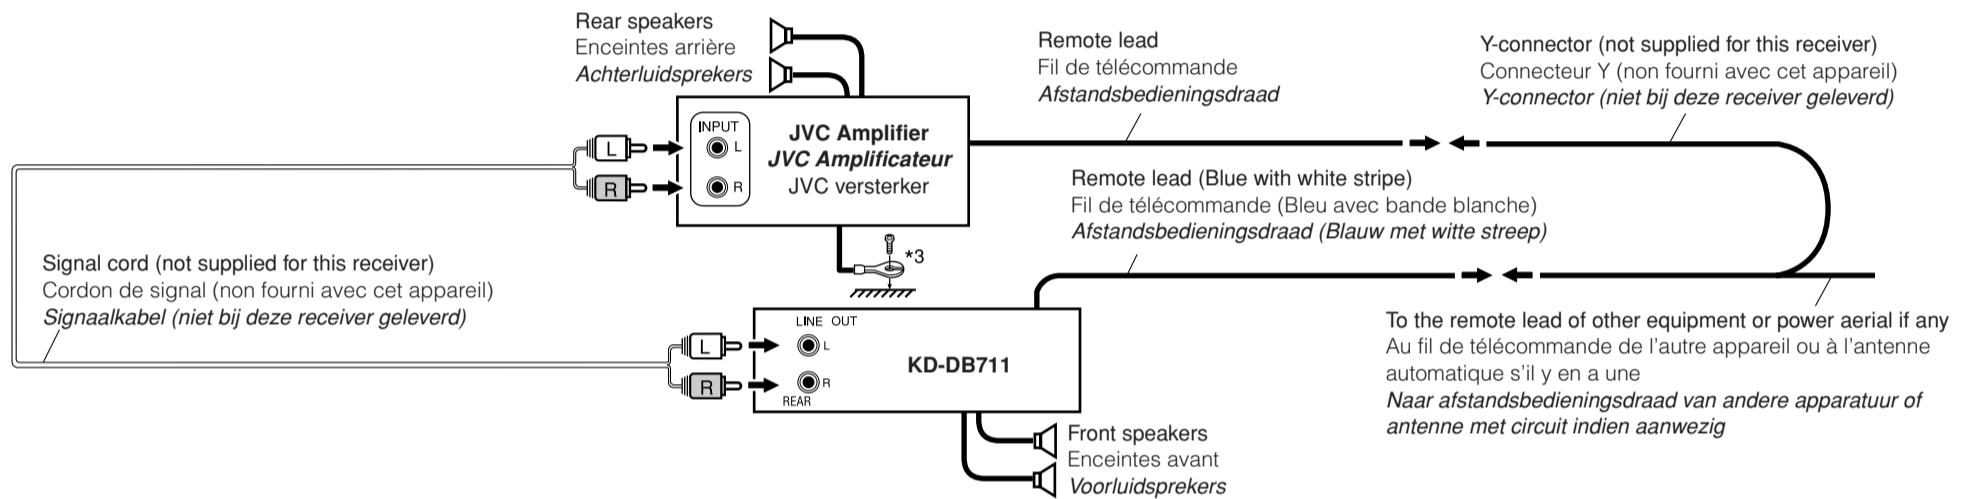 Rear speakers
Enceintes arrière
Achterluidsprekers
Remote lead
Fil de télécommande
Afstandsbedieningsdraad
Y-connector (not supplied for this receiver)
Connecteur Y (non fourni avec cet appareil)
Y-connector (niet bij deze receiver geleverd)
INPUT
L
R
L
R
JVC Amplifier
JVC Amplificateur
JVC versterker
Remote lead (Blue with white stripe)
Fil de télécommande (Bleu avec bande blanche)
Afstandsbedieningsdraad (Blauw met witte streep)
*3
Signal cord (not supplied for this receiver)
Cordon de signal (non fourni avec cet appareil)
Signaalkabel (niet bij deze receiver geleverd)
LINE OUT
L
R
L
R
REAR
KD-DB711
To the remote lead of other equipment or power aerial if any
Au fil de télécommande de l'autre appareil ou à l'antenne
automatique s'il y en a une
Naar afstandsbedieningsdraad van andere apparatuur of
antenne met circuit indien aanwezig
Front speakers
Enceintes avant
Voorluidsprekers